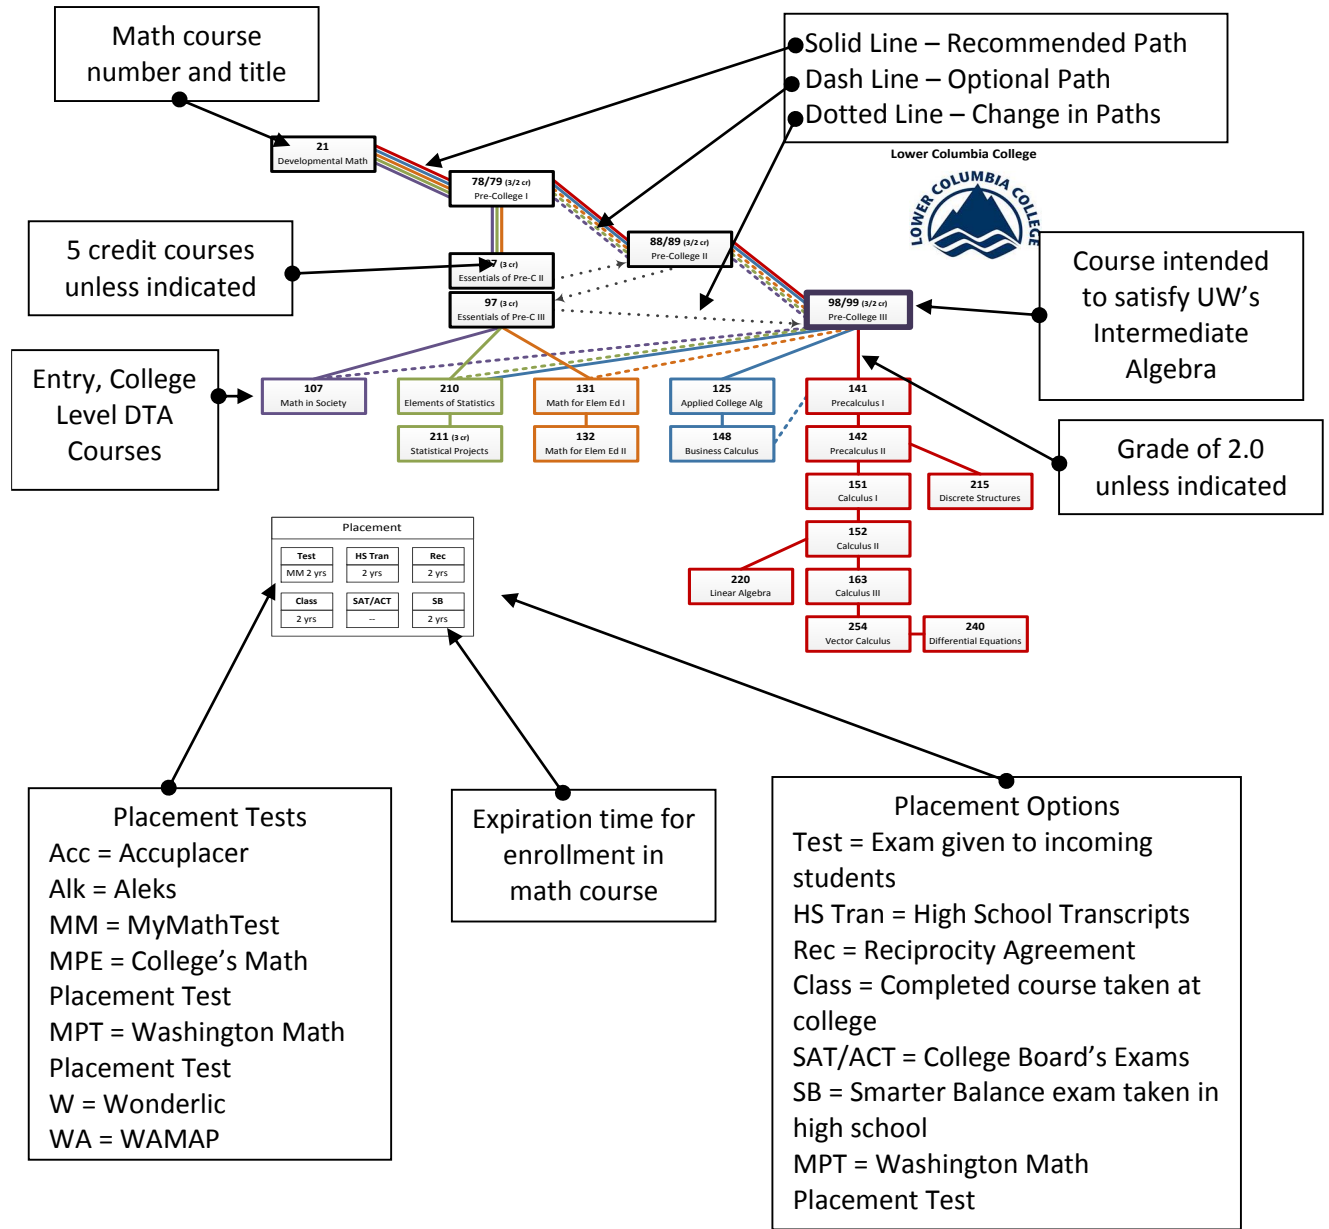 Math course
number and title
Solid Line – Recommended Path
Dash Line – Optional Path
Dotted Line – Change in Paths
21
Developmental Math
Lower Columbia College
LOWER COLUMBIA COLLEGE
78/79 (3/2 cr)
Pre-College I
88/89 (3/2 cr)
Pre-College II
5 credit courses
unless indicated
7 (3 cr)
Essentials of Pre-C II
97 (3 cr)
Essentials of Pre-C III
98/99 (3/2 cr)
Pre-College III
Course intended
to satisfy UW’s
Intermediate
Algebra
Entry, College
Level DTA
Courses
107
Math in Society
210
Elements of Statistics
131
Math for Elem Ed I
125
Applied College Alg
141
Precalculus I
211 (3 cr)
Statistical Projects
132
Math for Elem Ed II
148
Business Calculus
142
Precalculus II
Grade of 2.0
unless indicated
151
Calculus I
215
Discrete Structures
152
Calculus II
220
Linear Algebra
163
Calculus III
254
Vector Calculus
240
Differential Equations
Placement
Test
MM 2 yrs
HS Tran
2 yrs
Rec
2 yrs
Class
2 yrs
SAT/ACT
--
SB
2 yrs
Placement Tests
Acc = Accuplacer
Alk = Aleks
MM = MyMathTest
MPE = College’s Math
Placement Test
MPT = Washington Math
Placement Test
W = Wonderlic
WA = WAMAP
Expiration time for
enrollment in
math course
Placement Options
Test = Exam given to incoming
students
HS Tran = High School Transcripts
Rec = Reciprocity Agreement
Class = Completed course taken at
college
SAT/ACT = College Board’s Exams
SB = Smarter Balance exam taken in
high school
MPT = Washington Math
Placement Test